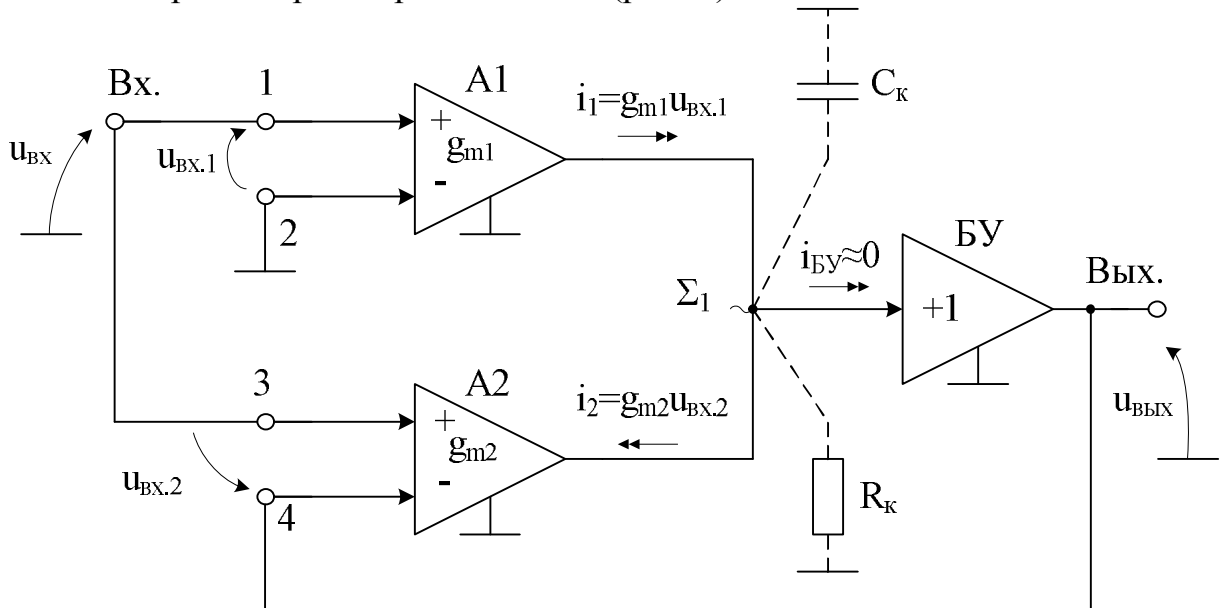 Вх.
1
A1
i₁=gₘ₁uвх.1
Cк
uвх
uвх.1
+
gₘ₁
-
2
БУ
iБУ≈0
Вых.
Σ₁
+1
3
A2
i₂=gₘ₂uвх.2
uвых
+
gₘ₂
uвх.2
-
4
Rк